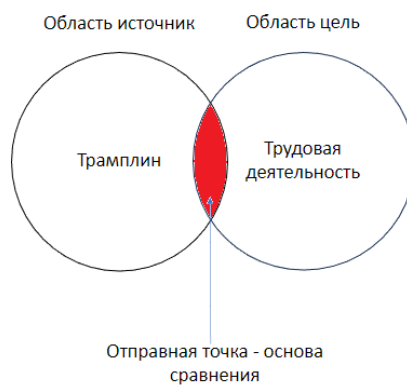 Область источник
Область цель
Трамплин
Трудовая
деятельность
Отправная точка - основа
сравнения